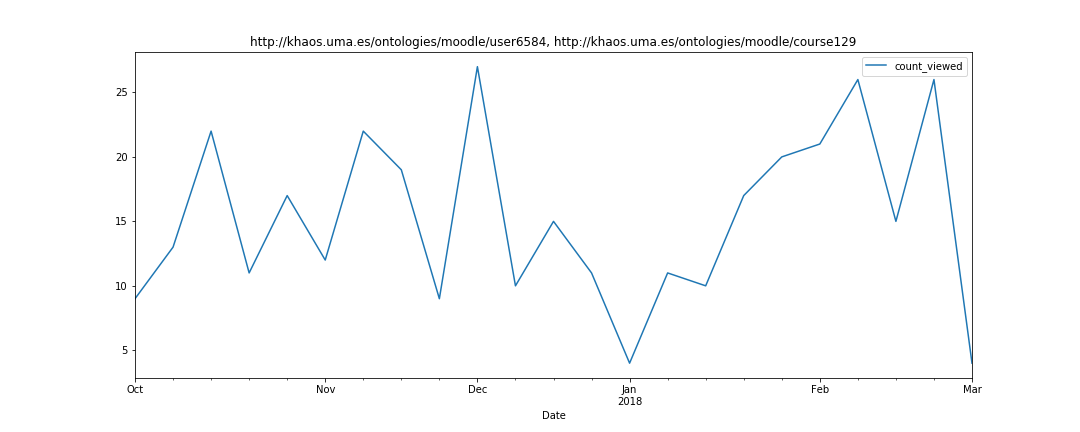 http://khaos.uma.es/ontologies/moodle/user6584, http://khaos.uma.es/ontologies/moodle/course129
count_viewed
25
20
15
10
5
Oct Nov Dec Jan Feb Mar
2018
Date